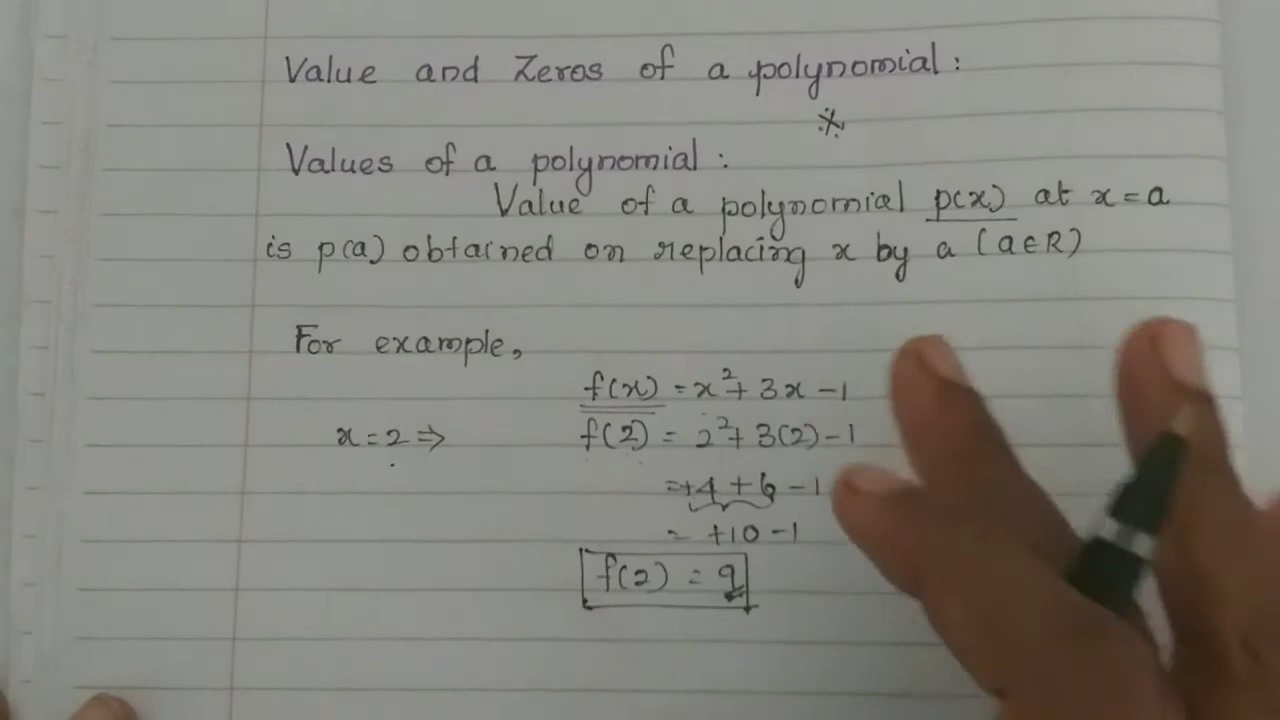 Value and Zeros of a polynomial :
Values of a polynomial :
Value of a polynomial p(x) at x = a
is p(a) obtained on replacing x by a (a∈R)
For example,
f(x) = x² + 3x - 1
x = 2 ⇒ f(2) = 2² + 3(2) - 1
= +4 + 6 - 1
= +10 - 1
f(2) = 9